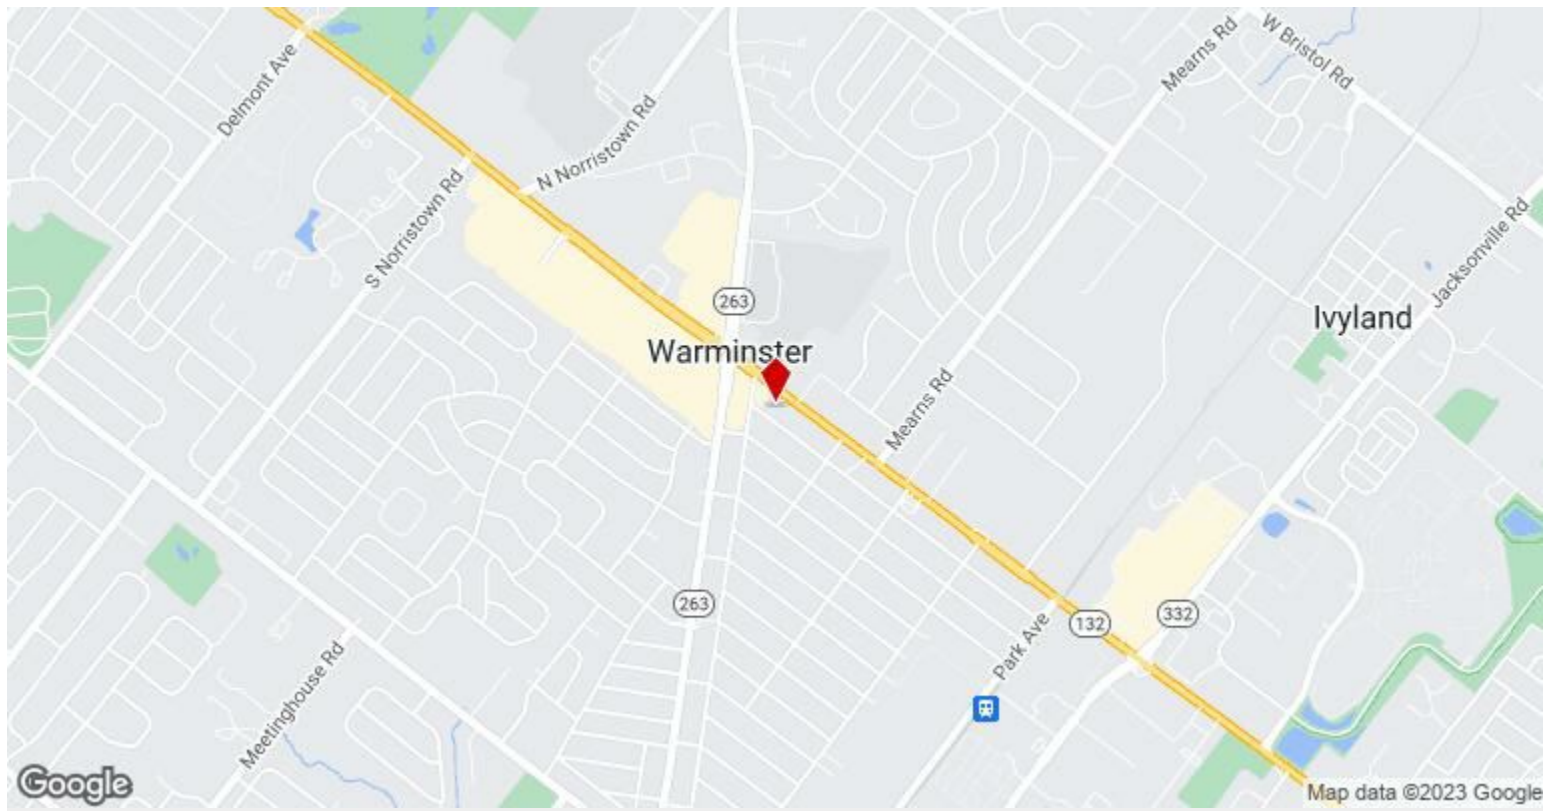 W Bristol Rd
Mearns Rd
Delmont Ave
N Norristown Rd
S Norristown Rd
Jacksonville Rd
263
Ivyland
Warminster
Mearns Rd
263
332
132
Park Ave
Meetinghouse Rd
Google
Map data ©2023 Google